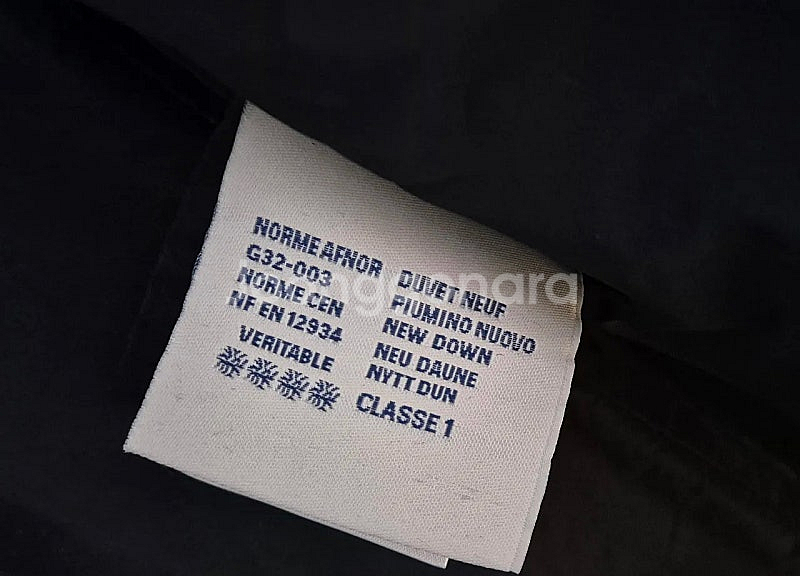 NORME AFNOR
G32-003
NORME CEN
NF EN 12934
VERITABLE
DUVET NEUF
PIUMINO NUOVO
NEW DOWN
NEU DAUNE
NYTT DUN
CLASSE 1